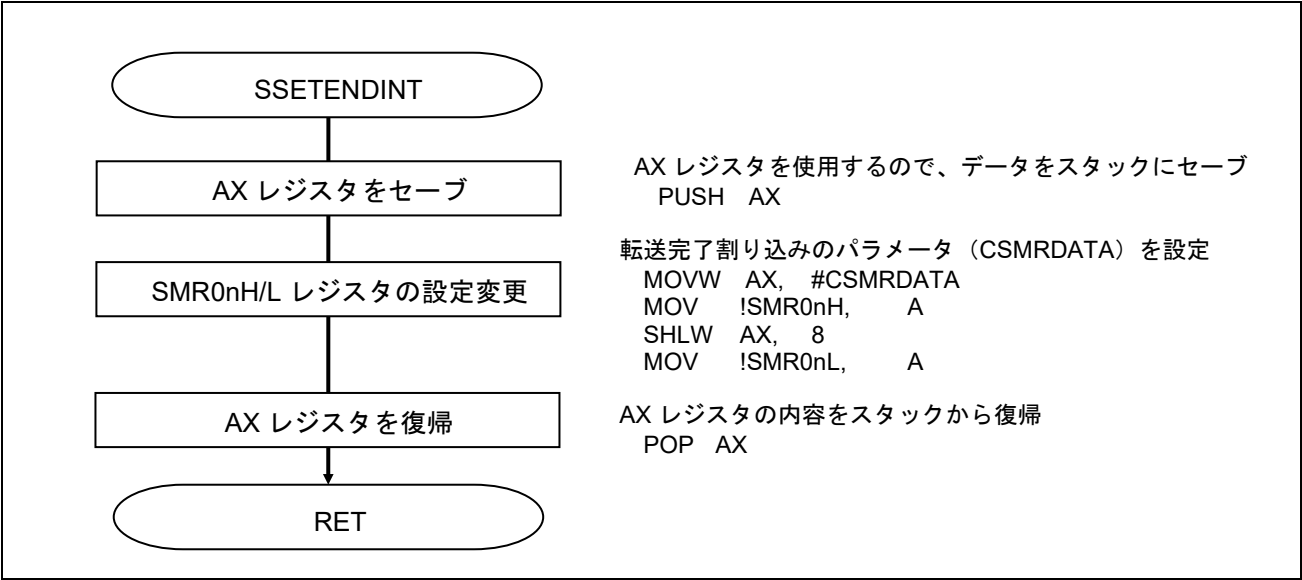 SSETENDINT
AX レジスタをセーブ
AX レジスタを使用するので、データをスタックにセーブ
PUSH AX
SMR0nH/L レジスタの設定変更
転送完了割り込みのパラメータ（CSMRDATA）を設定
MOVW AX, #CSMRDATA
MOV !SMR0nH, A
SHLW AX, 8
MOV !SMR0nL, A
AX レジスタを復帰
AX レジスタの内容をスタックから復帰
POP AX
RET